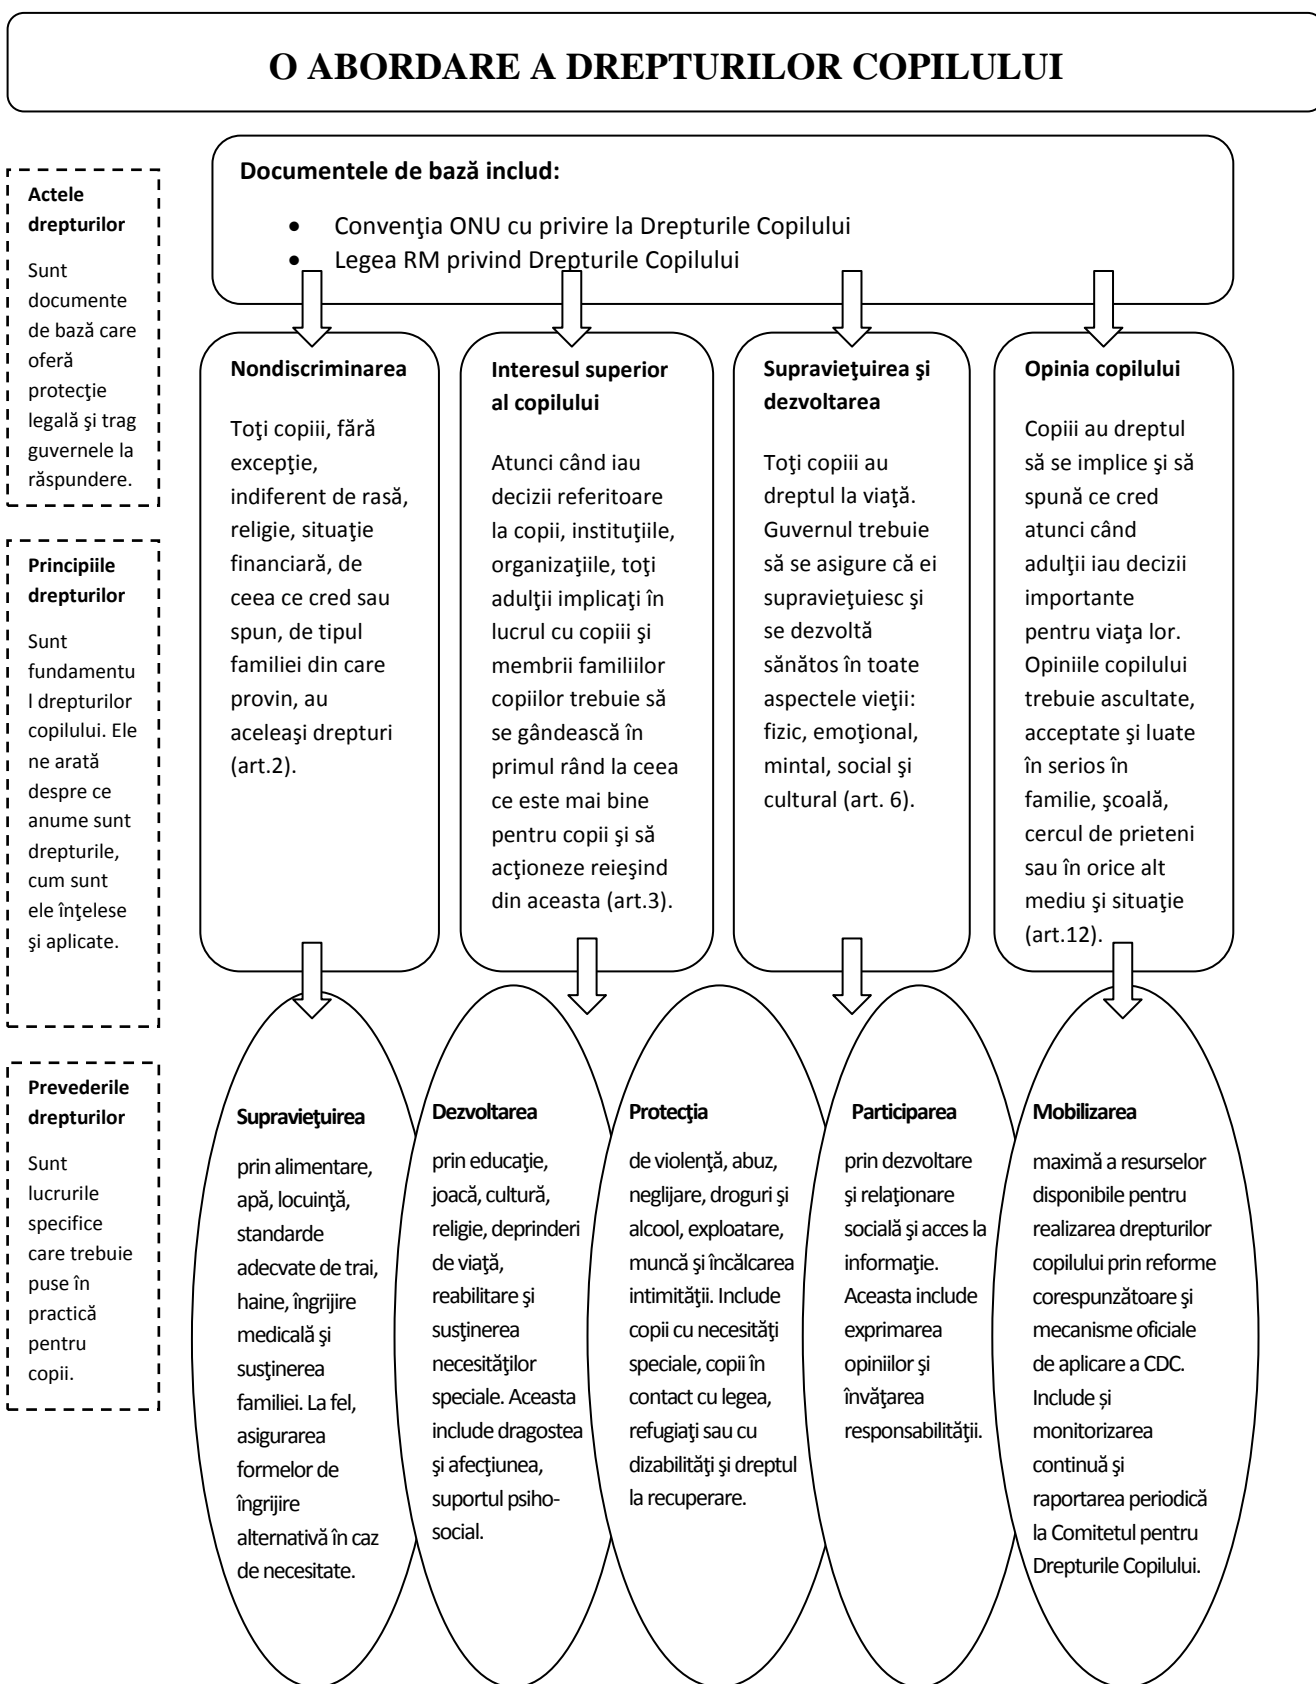 O ABORDARE A DREPTURILOR COPILULUI
Actele
drepturilor
Sunt
documente
de bază care
oferă
protecţie
legală şi trag
guvernele la
răspundere.
Documentele de bază includ:
• Convenţia ONU cu privire la Drepturile Copilului
• Legea RM privind Drepturile Copilului
Principiile
drepturilor
Sunt
fundamentu
l drepturilor
copilului. Ele
ne arată
despre ce
anume sunt
drepturile,
cum sunt
ele înţelese
şi aplicate.
Nondiscriminarea
Toţi copiii, fără
excepţie,
indiferent de rasă,
religie, situaţie
financiară, de
ceea ce cred sau
spun, de tipul
familiei din care
provin, au
aceleaşi drepturi
(art.2).
Interesul superior
al copilului
Atunci când iau
decizii referitoare
la copii, instituţiile,
organizaţiile, toţi
adulţii implicaţi în
lucrul cu copiii şi
membrii familiilor
copiilor trebuie să
se gândească în
primul rând la ceea
ce este mai bine
pentru copii şi să
acţioneze reieşind
din aceasta (art.3).
Supravieţuirea şi
dezvoltarea
Toţi copiii au
dreptul la viaţă.
Guvernul trebuie
să se asigure că ei
supravieţuiesc şi
se dezvoltă
sănătos în toate
aspectele vieţii:
fizic, emoţional,
mintal, social şi
cultural (art. 6).
Opinia copilului
Copiii au dreptul
să se implice şi să
spună ce cred
atunci când
adulţii iau decizii
importante
pentru viaţa lor.
Opiniile copilului
trebuie ascultate,
acceptate şi luate
în serios în
familie, şcoală,
cercul de prieteni
sau în orice alt
mediu şi situaţie
(art.12).
Prevederile
drepturilor
Sunt
lucrurile
specifice
care trebuie
puse în
practică
pentru
copii.
Supravieţuirea
prin alimentare,
apă, locuinţă,
standarde
adecvate de trai,
haine, îngrijire
medicală şi
susţinerea
familiei. La fel,
asigurarea
formelor de
îngrijire
alternativă în caz
de necesitate.
Dezvoltarea
prin educaţie,
joacă, cultură,
religie, deprinderi
de viaţă,
reabilitare şi
susţinerea
necesităţilor
speciale. Aceasta
include dragostea
şi afecţiunea,
suportul psiho-
social.
Protecţia
de violenţă, abuz,
neglijare, droguri şi
alcool, exploatare,
muncă şi încălcarea
intimităţii. Include
copii cu necesităţi
speciale, copii în
contact cu legea,
refugiaţi sau cu
dizabilităţi şi dreptul
la recuperare.
Participarea
prin dezvoltare
şi relaţionare
socială şi acces la
informaţie.
Aceasta include
exprimarea
opiniilor şi
învăţarea
responsabilităţii.
Mobilizarea
maximă a resurselor
disponibile pentru
realizarea drepturilor
copilului prin reforme
corespunzătoare şi
mecanisme oficiale
de aplicare a CDC.
Include și
monitorizarea
continuă şi
raportarea periodică
la Comitetul pentru
Drepturile Copilului.